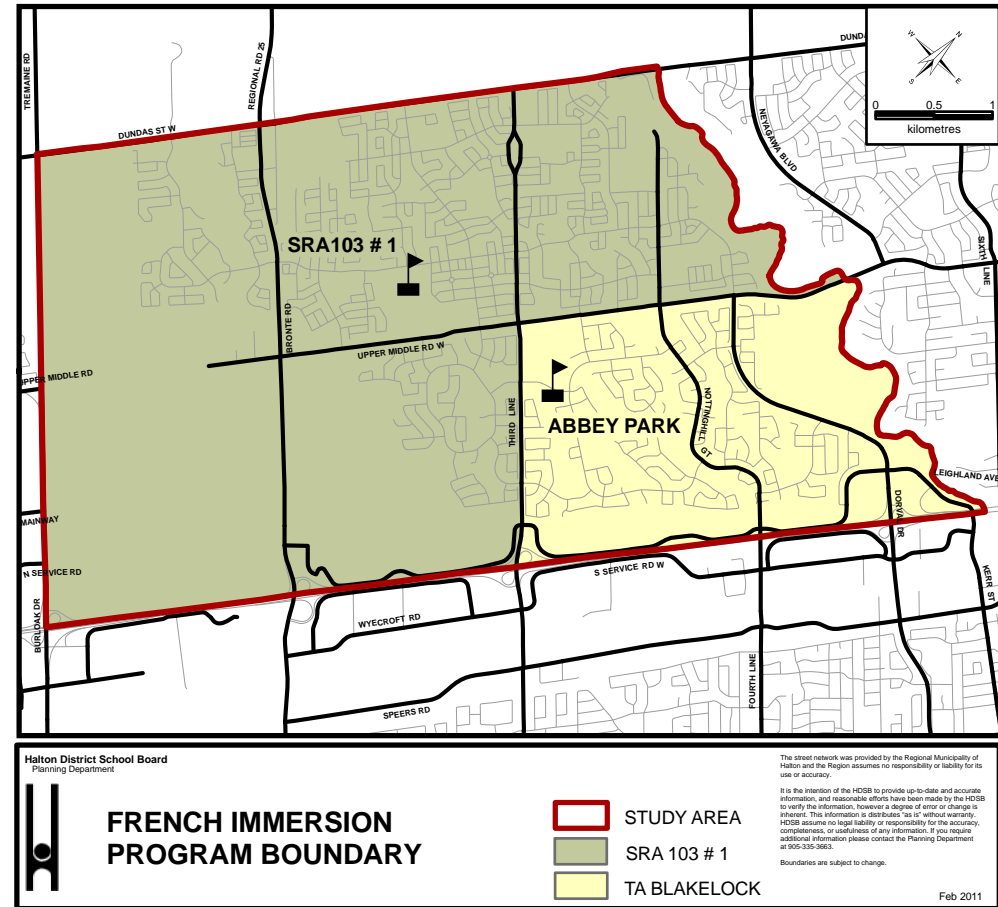 TREMAINE RD
REGIONAL RD 25
DUNDAS ST W
DUNDA
W
N
S
E
0 0.5 1
kilometres
NEYAGAWA BLVD
SIXTH LINE
SRA103 # 1
BRONTE RD
UPPER MIDDLE RD W
UPPER MIDDLE RD
THIRD LINE
ABBEY PARK
NOTTINGHILL GT
LEIGHLAND AVE
DORVAL DR
MAINWAY
N SERVICE RD
S SERVICE RD W
KERR ST
BURLOAK DR
WYECROFT RD
FOURTH LINE
SPEERS RD
Halton District School Board
Planning Department
FRENCH IMMERSION
PROGRAM BOUNDARY
STUDY AREA
SRA 103 # 1
TA BLAKELOCK
The street network was provided by the Regional Municipality of
Halton and the Region assumes no responsibility or liability for its
use or accuracy.
It is the intention of the HDSB to provide up-to-date and accurate
information, and reasonable efforts have been made by the HDSB
to verify the information, however a degree of error or change is
inherent. This information is distributes "as is" without warranty.
HDSB assume no legal liability or responsibility for the accuracy,
completeness, or usefulness of any information. If you require
additional information please contact the Planning Department
at 905-335-3663.
Boundaries are subject to change.
Feb 2011